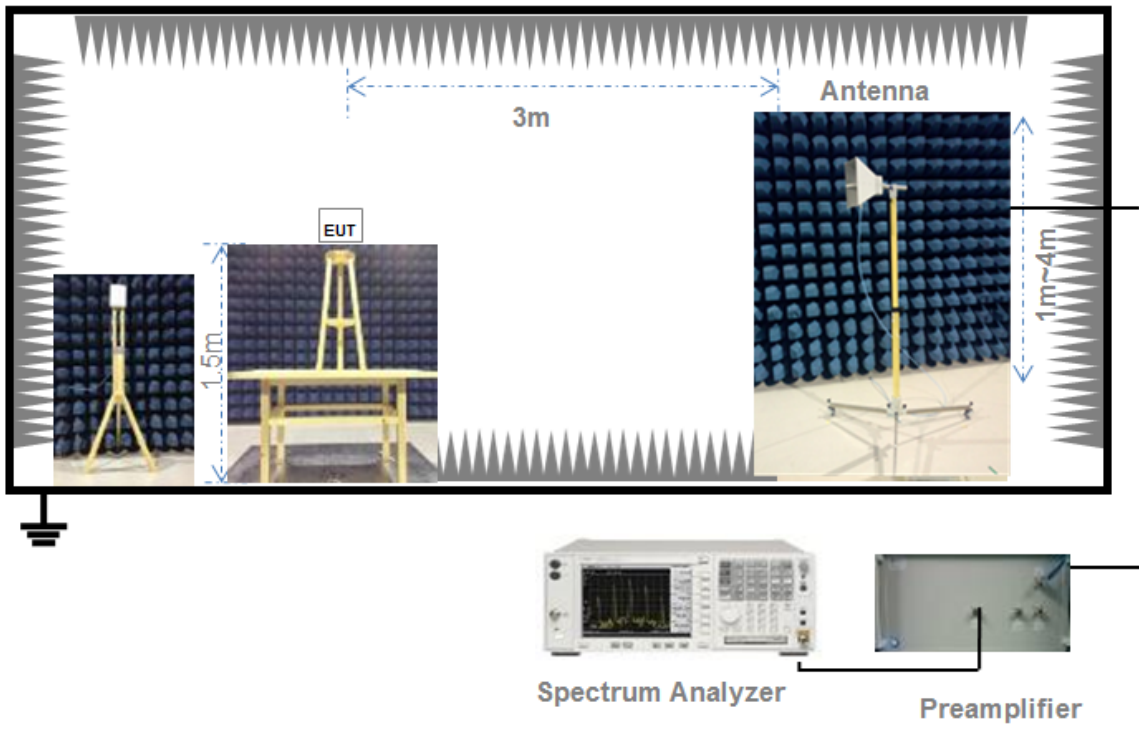 Antenna
3m
EUT
1.5m
1m~4m
Spectrum Analyzer
Preamplifier